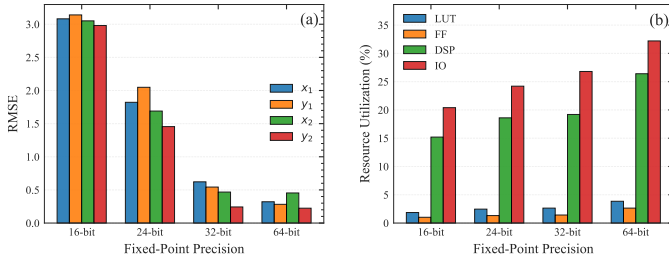 (a)
3.0
2.5
2.0
1.5
1.0
0.5
0.0
RMSE
x₁
y₁
x₂
y₂
16-bit 24-bit 32-bit 64-bit
Fixed-Point Precision
(b)
LUT
FF
DSP
IO
35
30
25
20
15
10
5
0
Resource Utilization (%)
16-bit 24-bit 32-bit 64-bit
Fixed-Point Precision